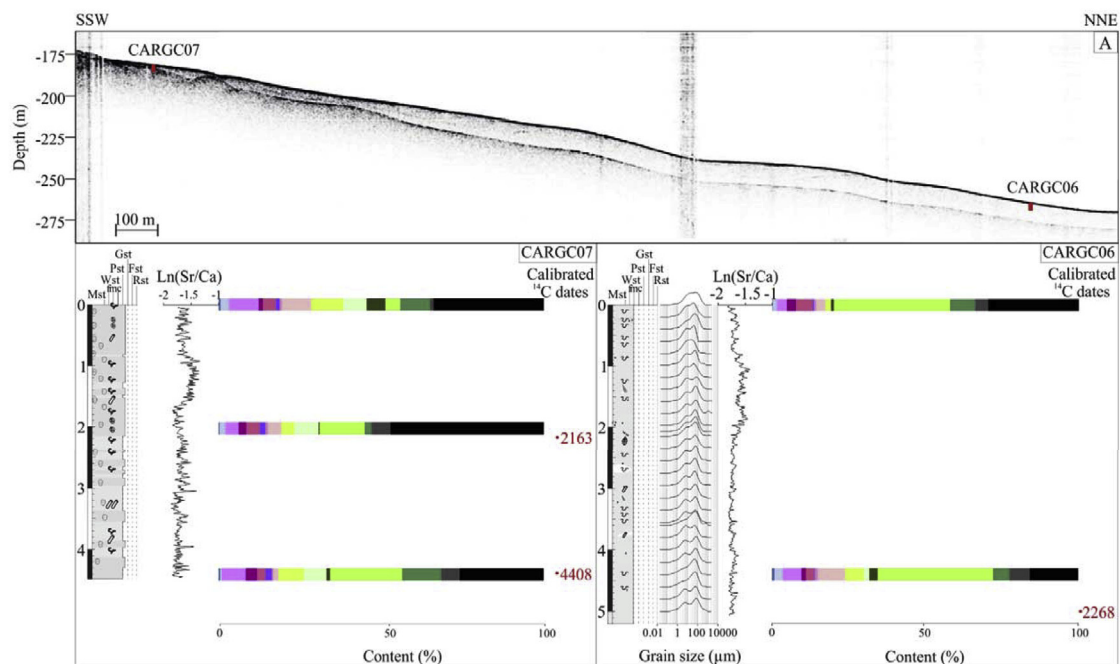 SSW
NNE
A
CARGC07
CARGC06
Depth (m)
-175
-200
-225
-250
-275
100 m
CARGC07
Gst
Pst Fst
Wst Rst
Mst
Ln(Sr/Ca)
-2 -1.5 -1
Calibrated
14C dates
0
1
2
3
4
•2163
•4408
0 50 100
Content (%)
CARGC06
Gst
Pst Fst
Wst Rst
Mst
Ln(Sr/Ca)
-2 -1.5 -1
Calibrated
14C dates
0
1
2
3
4
5
•2268
0.01 1 100 10000
Grain size (µm)
0 50 100
Content (%)